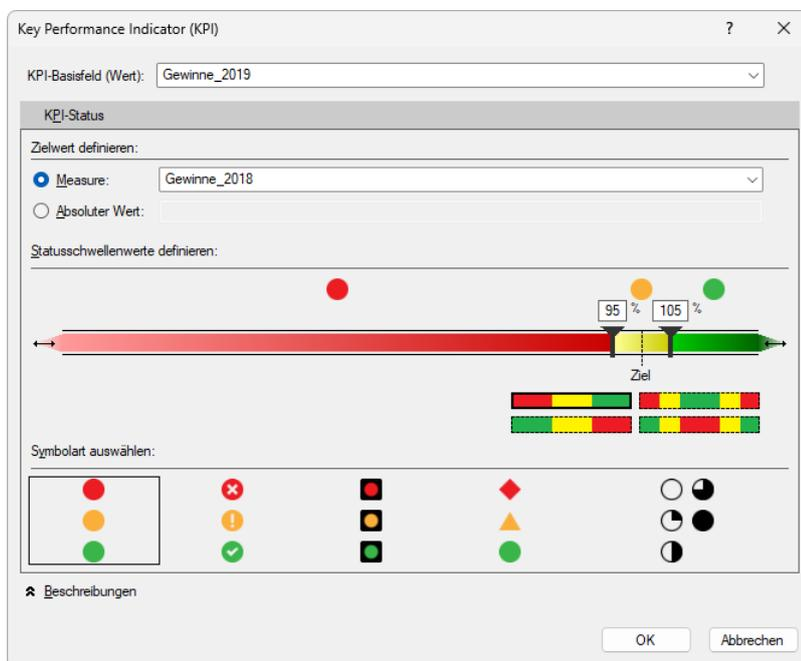 Key Performance Indicator (KPI)
?
KPI-Basisfeld (Wert): Gewinne_2019
KPI-Status
Zielwert definieren:
Measure: Gewinne_2018
Absoluter Wert:
Statusschwellenwerte definieren:
95 % 105 %
Ziel
Symbolart auswählen:
Beschreibungen
OK Abbrechen